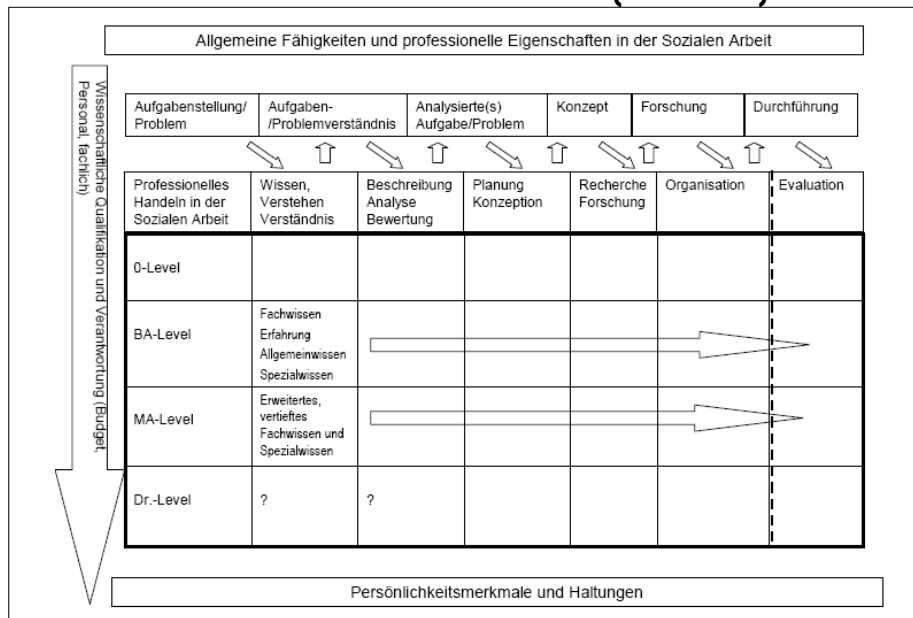 Allgemeine Fähigkeiten und professionelle Eigenschaften in der Sozialen Arbeit
Wissenschaftliche Qualifikation und Verantwortung (Budget,
Personal, fachlich)
Aufgabenstellung/
Problem
Aufgaben-
/Problemverständnis
Analysierte(s)
Aufgabe/Problem
Konzept
Forschung
Durchführung
Professionelles
Handeln in der
Sozialen Arbeit
Wissen,
Verstehen
Verständnis
Beschreibung
Analyse
Bewertung
Planung
Konzeption
Recherche
Forschung
Organisation
Evaluation
0-Level
BA-Level
Fachwissen
Erfahrung
Allgemeinwissen
Spezialwissen
MA-Level
Erweitertes,
vertieftes
Fachwissen und
Spezialwissen
Dr.-Level
?
?
Persönlichkeitsmerkmale und Haltungen